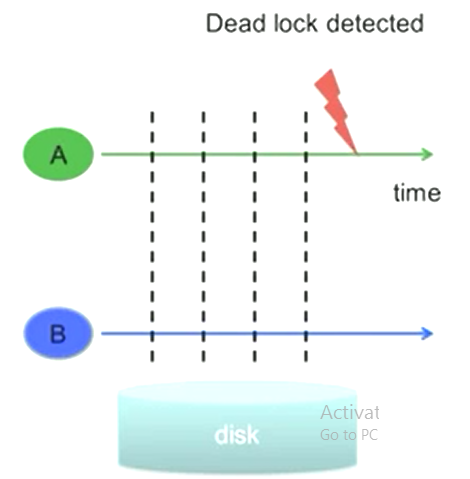 Dead lock detected
A
time
B
disk
Activat
Go to PC